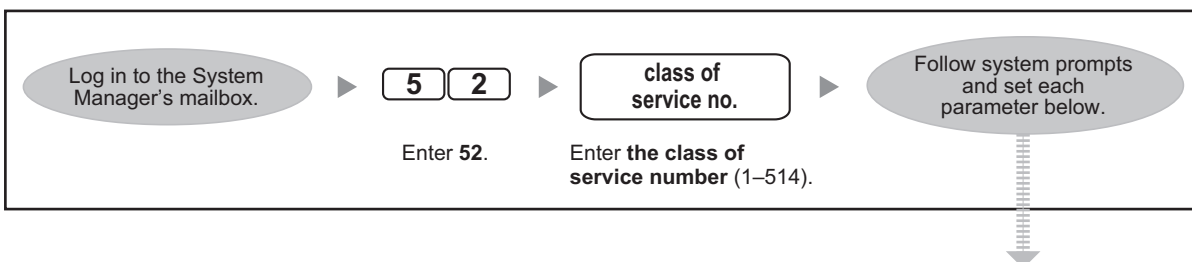 Log in to the System
Manager's mailbox.
5 2
Enter 52.
class of
service no.
Enter the class of
service number (1–514).
Follow system prompts
and set each
parameter below.